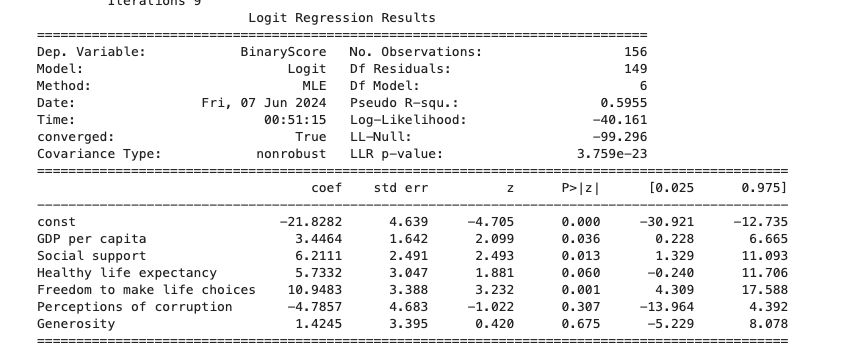 Iterations 9
Logit Regression Results
==============================================================================
Dep. Variable: BinaryScore No. Observations: 156
Model: Logit Df Residuals: 149
Method: MLE Df Model: 6
Date: Fri, 07 Jun 2024 Pseudo R-squ.: 0.5955
Time: 00:51:15 Log-Likelihood: -40.161
converged: True LL-Null: -99.296
Covariance Type: nonrobust LLR p-value: 3.759e-23
================================================================================================
coef std err z P>|z| [0.025 0.975]
------------------------------------------------------------------------------------------------
const -21.8282 4.639 -4.705 0.000 -30.921 -12.735
GDP per capita 3.4464 1.642 2.099 0.036 0.228 6.665
Social support 6.2111 2.491 2.493 0.013 1.329 11.093
Healthy life expectancy 5.7332 3.047 1.881 0.060 -0.240 11.706
Freedom to make life choices 10.9483 3.388 3.232 0.001 4.309 17.588
Perceptions of corruption -4.7857 4.683 -1.022 0.307 -13.964 4.392
Generosity 1.4245 3.395 0.420 0.675 -5.229 8.078
================================================================================================